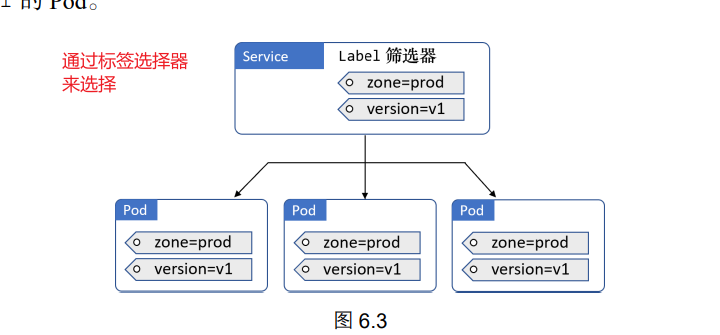 1 的 Pod。
通过标签选择器
来选择
Service
Label 筛选器
zone=prod
version=v1
Pod
zone=prod
version=v1
Pod
zone=prod
version=v1
Pod
zone=prod
version=v1
图 6.3